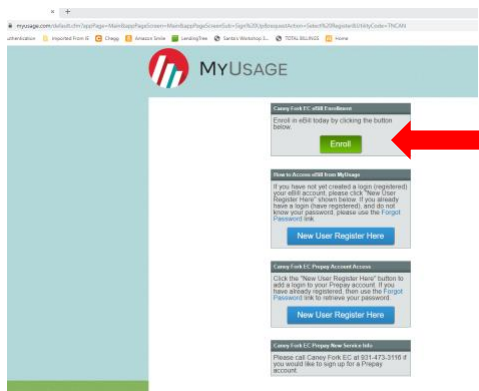 × +
myusage.com/default.cfm?appPage=Main&appPageScreen=Main&appPageScreenSub=Sign%20Up&requestAction=Select%20Register&UtilityCode=TNCAN
Imported From IE Chegg Amazon Smile LendingTree Santa's Workshop S... TOTAL BILLINGS Home
MYUSAGE
Caney Fork EC eBill Enrollment
Enroll in eBill today by clicking the button
below.
Enroll
How to Access eBill from MyUsage
If you have not yet created a login (registered)
your eBill account, please click "New User
Register Here" shown below. If you already
have a login (have registered), and do not
know your password, please use the Forgot
Password link.
New User Register Here
Caney Fork EC Prepay Account Access
Click the "New User Register Here" button to
add a login to your Prepay account. If you
have already registered, then use the Forgot
Password link to retrieve your password.
New User Register Here
Caney Fork EC Prepay New Service Info
Please call Caney Fork EC at 931-473-3116 if
you would like to sign up for a Prepay
account.